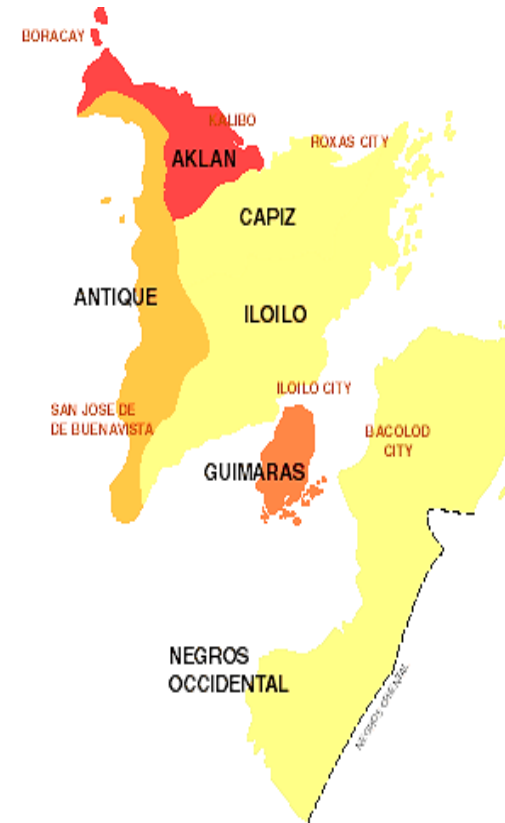 BORACAY
KALIBO
ROXAS CITY
AKLAN
CAPIZ
ANTIQUE
ILOILO
ILOILO CITY
SAN JOSE DE
DE BUENAVISTA
BACOLOD
CITY
GUIMARAS
NEGROS
OCCIDENTAL
NEGROS ORIENTAL